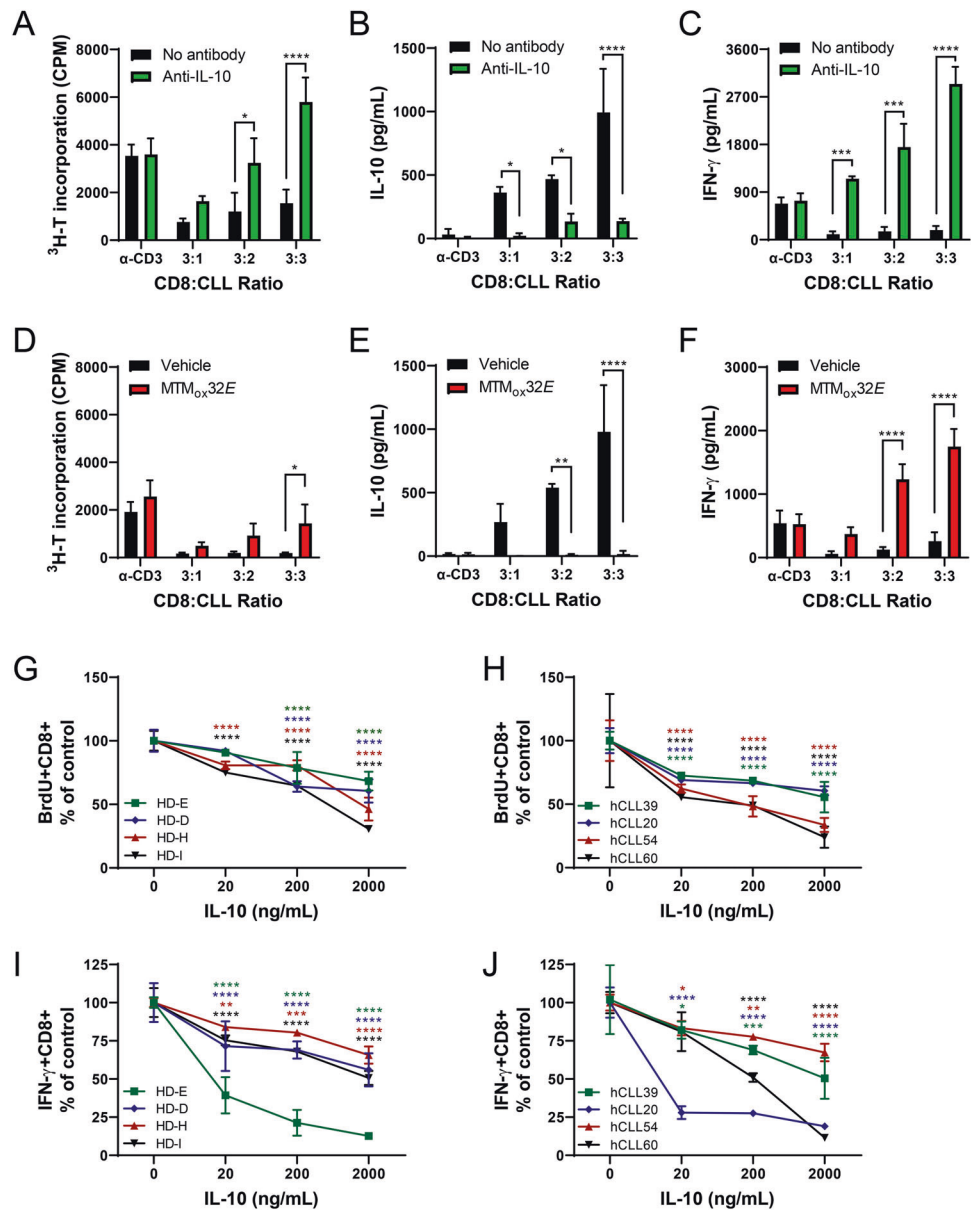 A
³H-T incorporation (CPM)
8000
6000
4000
2000
0
No antibody
Anti-IL-10
*
****
α-CD3 3:1 3:2 3:3
CD8:CLL Ratio
B
IL-10 (pg/mL)
1500
1000
500
0
No antibody
Anti-IL-10
*
*
****
α-CD3 3:1 3:2 3:3
CD8:CLL Ratio
C
IFN-γ (pg/mL)
3600
2700
1800
900
0
No antibody
Anti-IL-10
***
***
****
α-CD3 3:1 3:2 3:3
CD8:CLL Ratio
D
³H-T incorporation (CPM)
8000
6000
4000
2000
0
Vehicle
MTMox32E
*
α-CD3 3:1 3:2 3:3
CD8:CLL Ratio
E
IL-10 (pg/mL)
1500
1000
500
0
Vehicle
MTMox32E
**
****
α-CD3 3:1 3:2 3:3
CD8:CLL Ratio
F
IFN-γ (pg/mL)
3000
2000
1000
0
Vehicle
MTMox32E
****
****
α-CD3 3:1 3:2 3:3
CD8:CLL Ratio
G
BrdU+CD8+
% of control
150
100
50
0
****
****
****
****
****
****
****
****
****
****
HD-E
HD-D
HD-H
HD-I
0 20 200 2000
IL-10 (ng/mL)
H
BrdU+CD8+
% of control
150
100
50
0
****
****
****
****
****
****
****
****
****
****
****
****
hCLL39
hCLL20
hCLL54
hCLL60
0 20 200 2000
IL-10 (ng/mL)
I
IFN-γ+CD8+
% of control
125
100
75
50
25
0
****
****
**
****
****
****
***
****
****
****
****
****
HD-E
HD-D
HD-H
HD-I
0 20 200 2000
IL-10 (ng/mL)
J
IFN-γ+CD8+
% of control
125
100
75
50
25
0
*
****
*
****
**
****
***
****
****
****
****
hCLL39
hCLL20
hCLL54
hCLL60
0 20 200 2000
IL-10 (ng/mL)